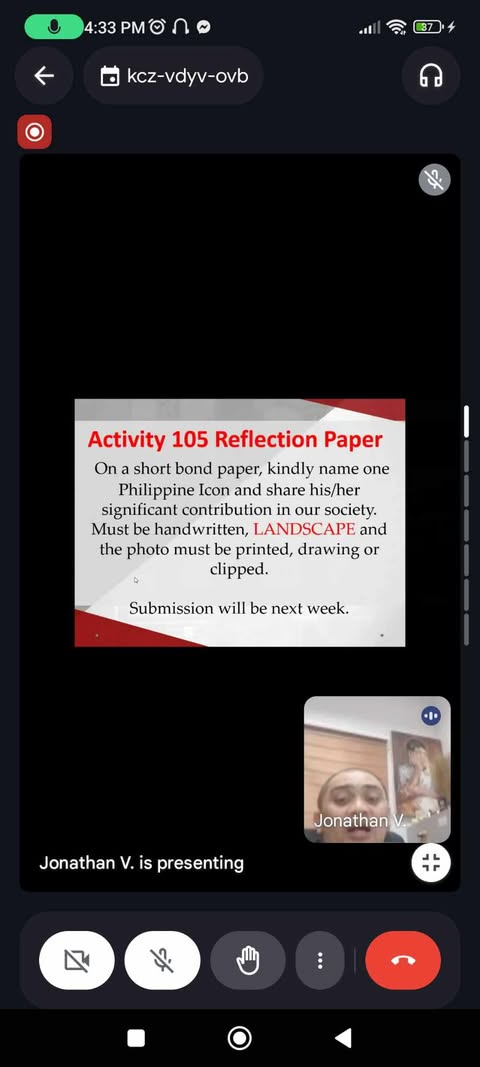 4:33 PM
37
kcz-vdyv-ovb
Activity 105 Reflection Paper
On a short bond paper, kindly name one
Philippine Icon and share his/her
significant contribution in our society.
Must be handwritten, LANDSCAPE and
the photo must be printed, drawing or
clipped.
Submission will be next week.
Jonathan V.
Jonathan V. is presenting